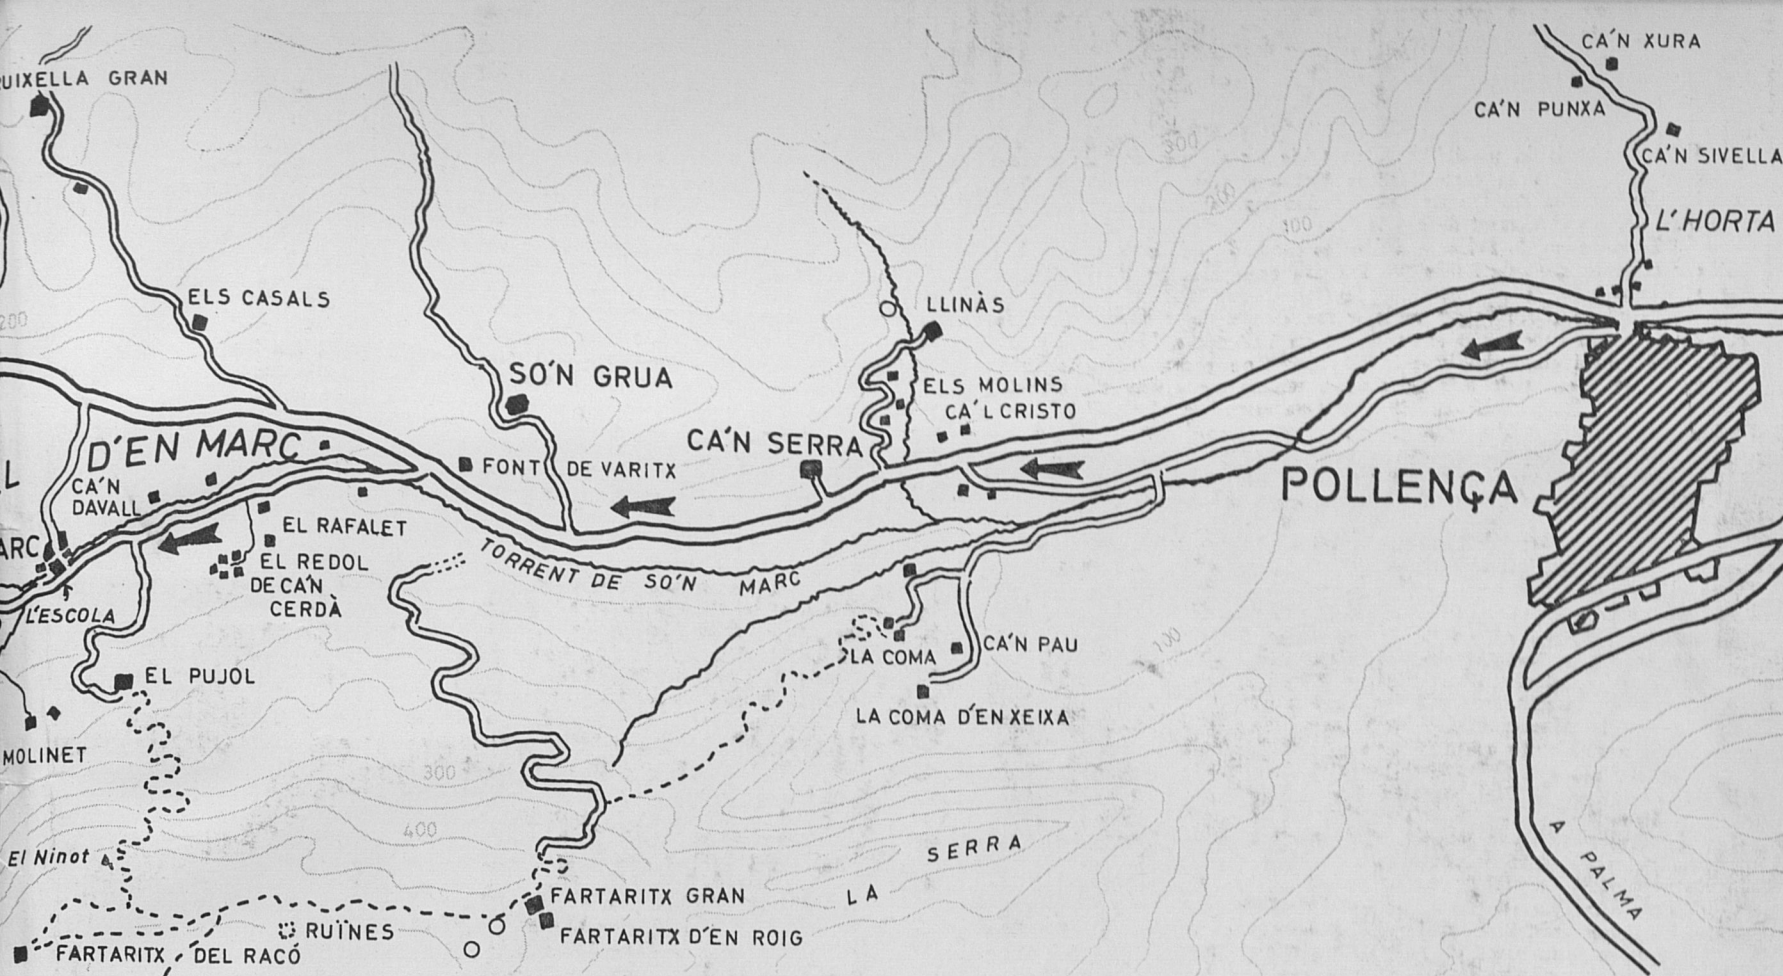 CA'N XURA
UIXELLA GRAN
CA'N PUNXA
300
CA'N SIVELLA
200
L'HORTA
100
ELS CASALS
LLINÀS
200
SO'N GRUA
ELS MOLINS
CA'L CRISTO
D'EN MARC
CA'N SERRA
L
FONT DE VARITX
POLLENÇA
CA'N
DAVALL
EL RAFALET
ARC
EL REDOL
DE CA'N
CERDÀ
TORRENT DE SO'N MARC
L'ESCOLA
100
LA COMA
CA'N PAU
EL PUJOL
LA COMA D'EN XEIXA
MOLINET
300
400
A PALMA
El Ninot
LA SERRA
FARTARITX GRAN
RUÏNES
FARTARITX D'EN ROIG
FARTARITX DEL RACÓ